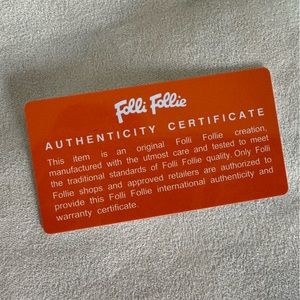 Folli Follie
AUTHENTICITY CERTIFICATE
This item is an original Folli Follie creation,
manufactured with the utmost care and tested to meet
the traditional standards of Folli Follie quality. Only Folli
Follie shops and approved retailers are authorized to
provide this Folli Follie international authenticity and
warranty certificate.